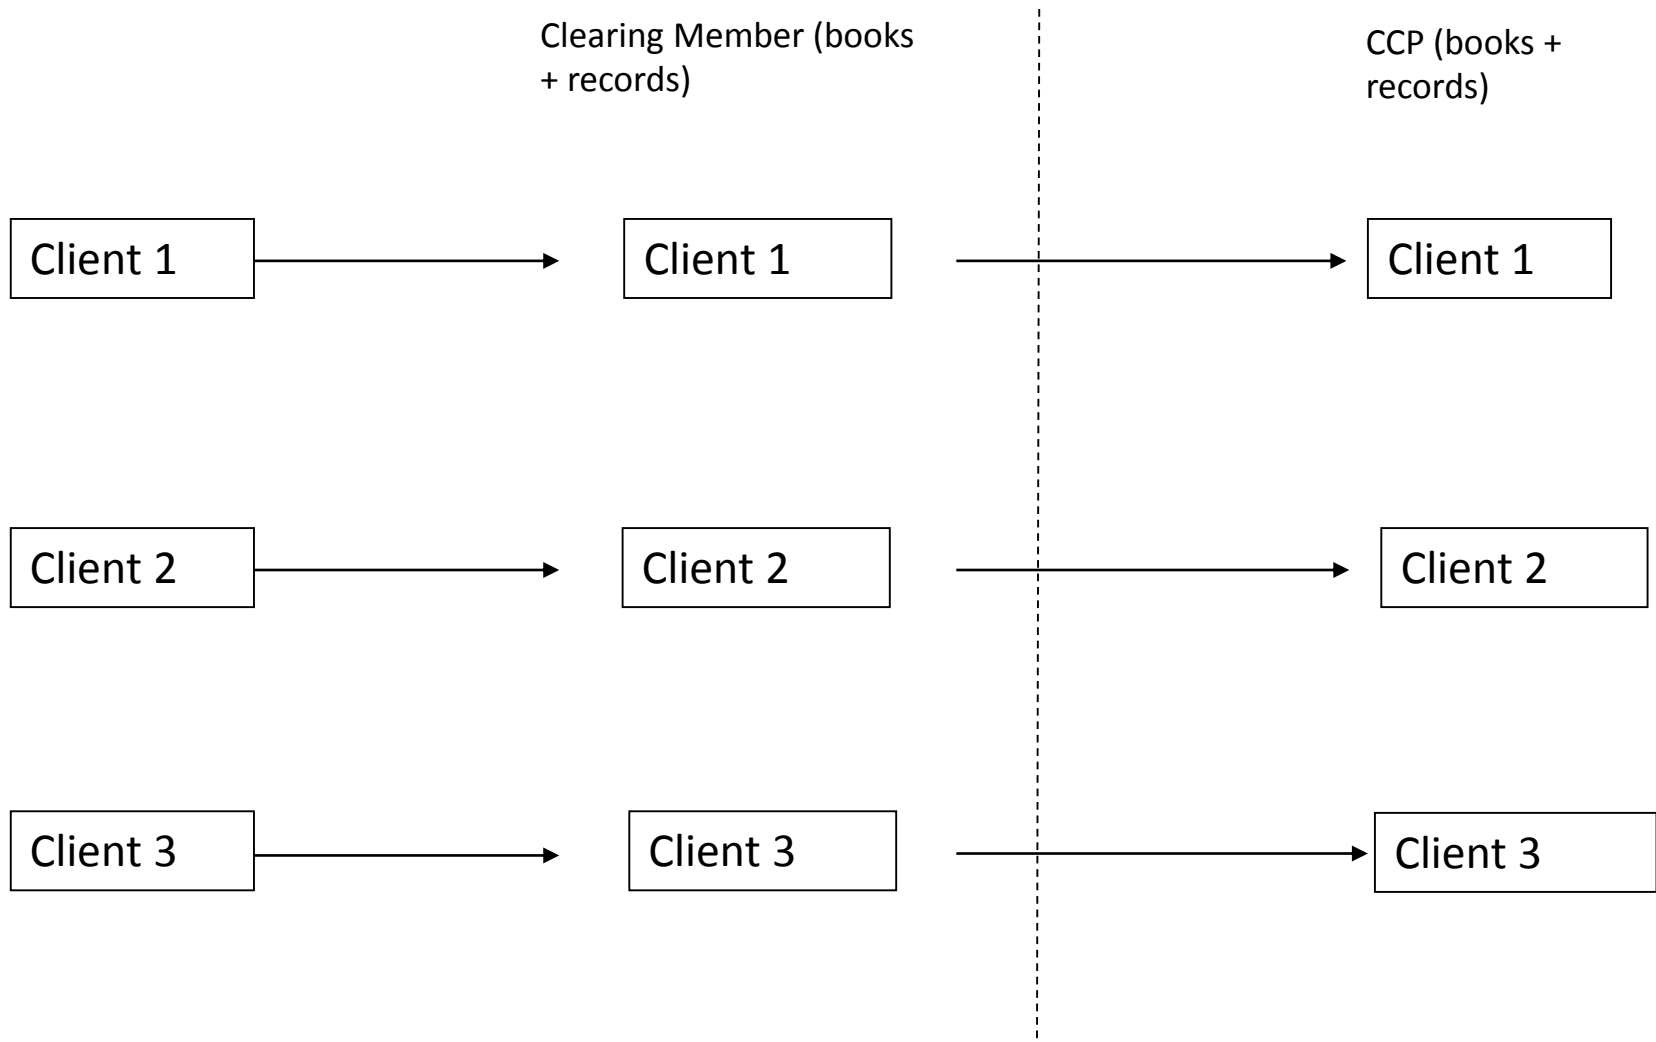 Clearing Member (books
+ records)
CCP (books +
records)
Client 1
Client 1
Client 1
Client 2
Client 2
Client 2
Client 3
Client 3
Client 3